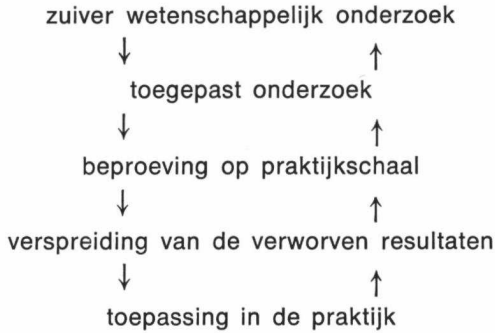 zuiver wetenschappelijk onderzoek
↓ ↑
toegepast onderzoek
↓ ↑
beproeving op praktijkschaal
↓ ↑
verspreiding van de verworven resultaten
↓ ↑
toepassing in de praktijk